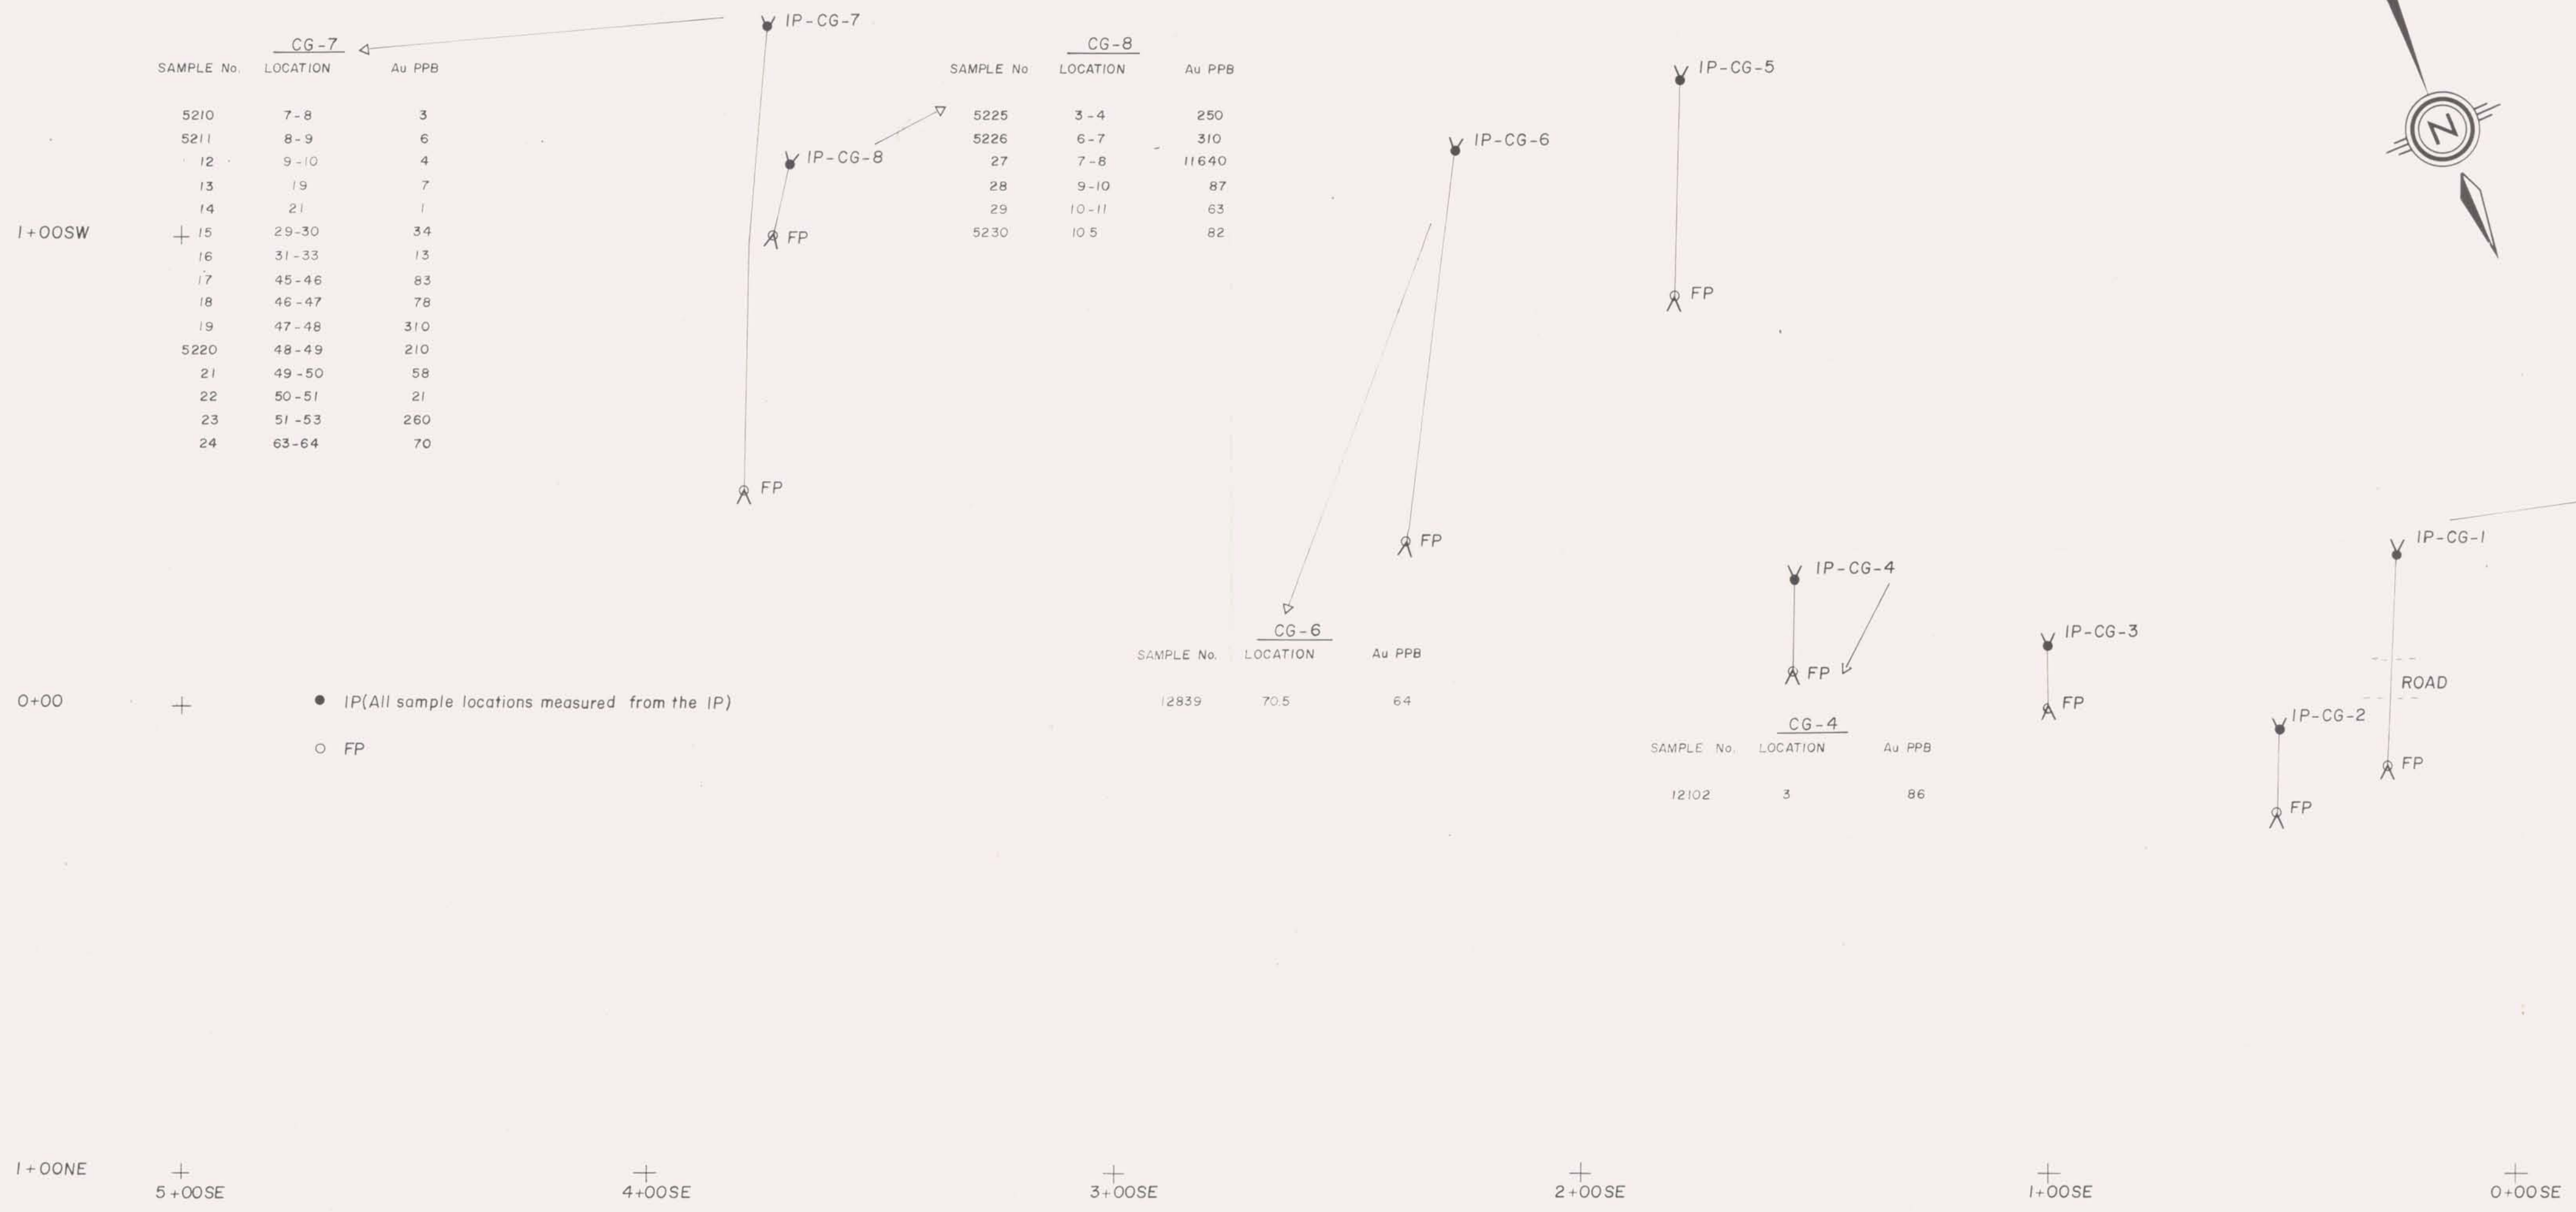 IP-CG-7
CG-7
SAMPLE No. LOCATION Au PPB
5210 7-8 3
5211 8-9 6
12 9-10 4
13 19 7
14 21 1
15 29-30 34
16 31-33 13
17 45-46 83
18 46-47 78
19 47-48 310
5220 48-49 210
21 49-50 58
22 50-51 21
23 51-53 260
24 63-64 70
1+00SW
FP
IP-CG-8
FP
CG-8
SAMPLE No LOCATION Au PPB
5225 3-4 250
5226 6-7 310
27 7-8 11640
28 9-10 87
29 10-11 63
5230 10.5 82
IP-CG-6
FP
IP-CG-5
FP
N
CG-6
SAMPLE No. LOCATION Au PPB
12839 70.5 64
IP-CG-4
FP
CG-4
SAMPLE No. LOCATION Au PPB
12102 3 86
IP-CG-3
FP
IP-CG-1
ROAD
FP
IP-CG-2
FP
0+00
IP(All sample locations measured from the IP)
FP
1+00NE
5+00SE 4+00SE 3+00SE 2+00SE 1+00SE 0+00SE